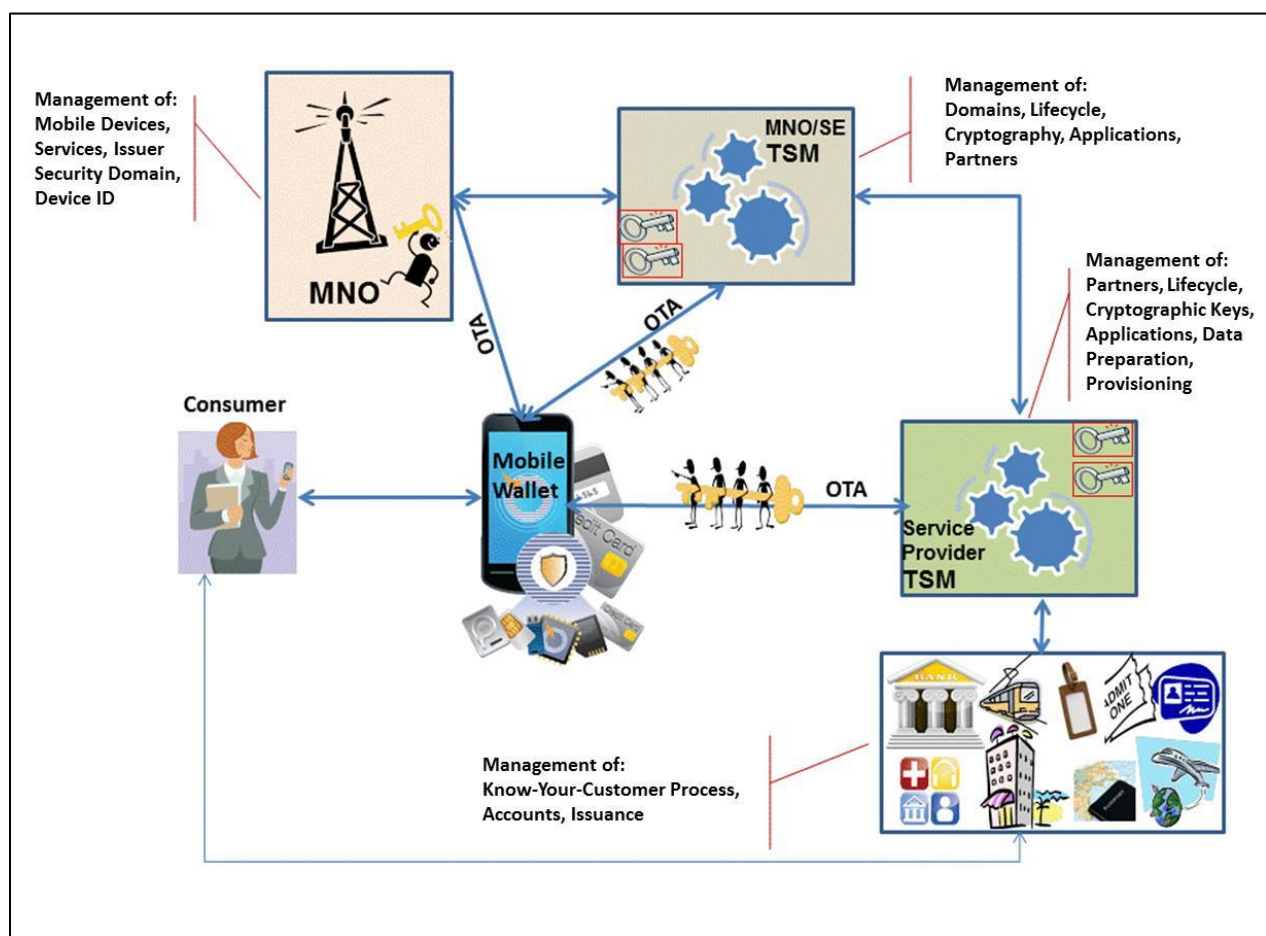 Management of:
Mobile Devices,
Services, Issuer
Security Domain,
Device ID
MNO
MNO/SE
TSM
Management of:
Domains, Lifecycle,
Cryptography, Applications,
Partners
OTA
OTA
Management of:
Partners, Lifecycle,
Cryptographic Keys,
Applications, Data
Preparation,
Provisioning
Consumer
Mobile
Wallet
Credit Card
OTA
Service
Provider
TSM
BANK
ADMIT
ONE
Management of:
Know-Your-Customer Process,
Accounts, Issuance